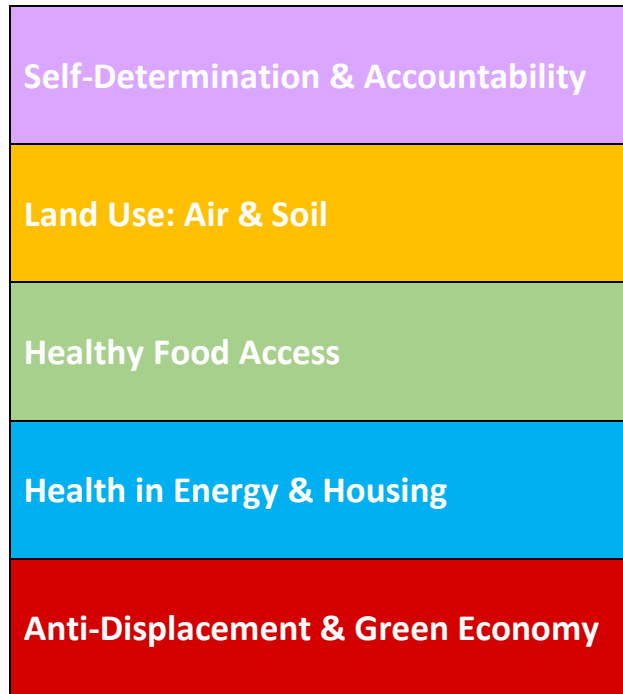 Self-Determination & Accountability
Land Use: Air & Soil
Healthy Food Access
Health in Energy & Housing
Anti-Displacement & Green Economy